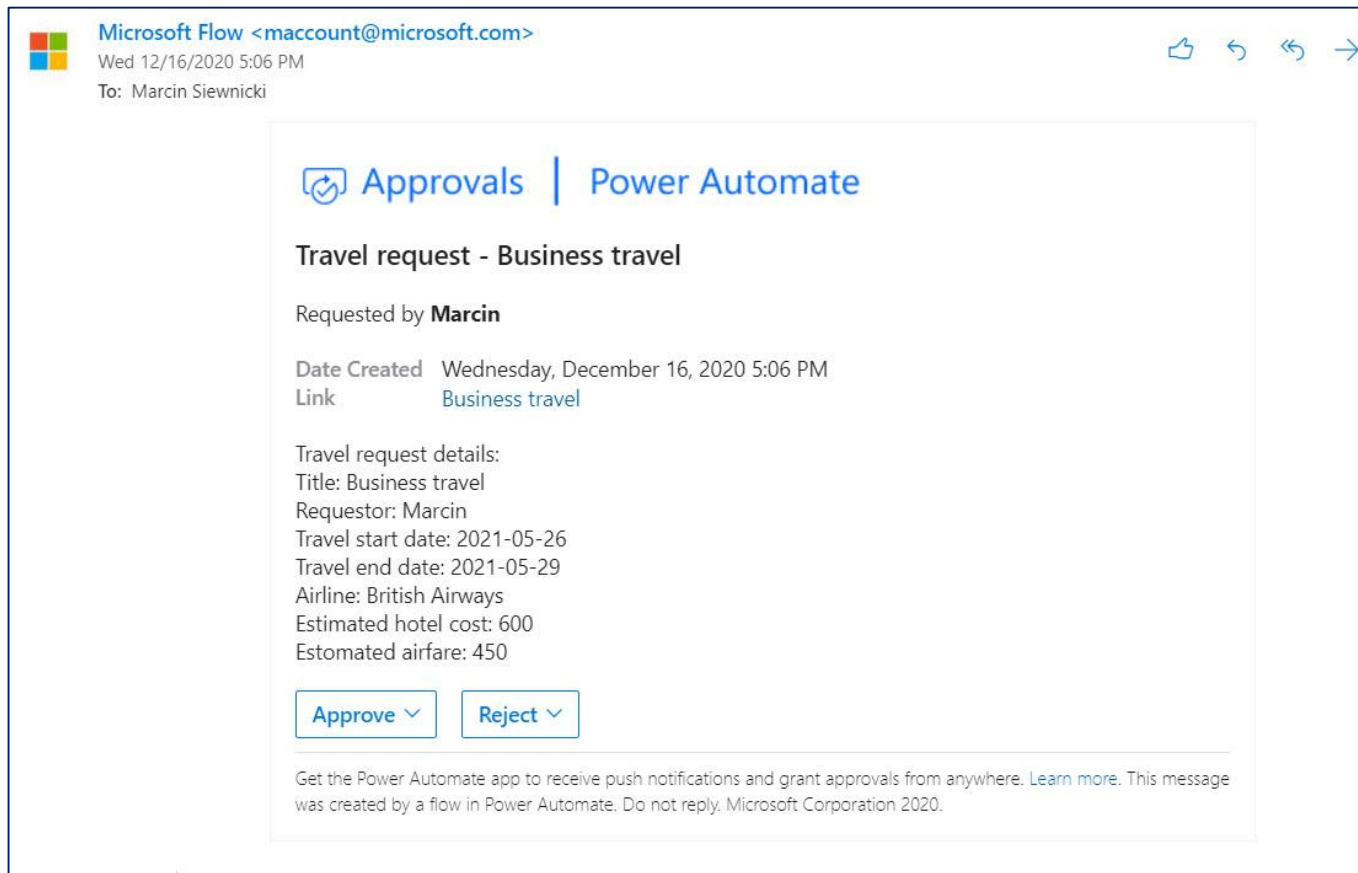 Microsoft Flow <maccount@microsoft.com>
Wed 12/16/2020 5:06 PM
To: Marcin Siewnicki
Approvals | Power Automate
Travel request - Business travel
Requested by Marcin
Date Created Wednesday, December 16, 2020 5:06 PM
Link Business travel
Travel request details:
Title: Business travel
Requestor: Marcin
Travel start date: 2021-05-26
Travel end date: 2021-05-29
Airline: British Airways
Estimated hotel cost: 600
Estomated airfare: 450
Approve Reject
Get the Power Automate app to receive push notifications and grant approvals from anywhere. Learn more. This message
was created by a flow in Power Automate. Do not reply. Microsoft Corporation 2020.